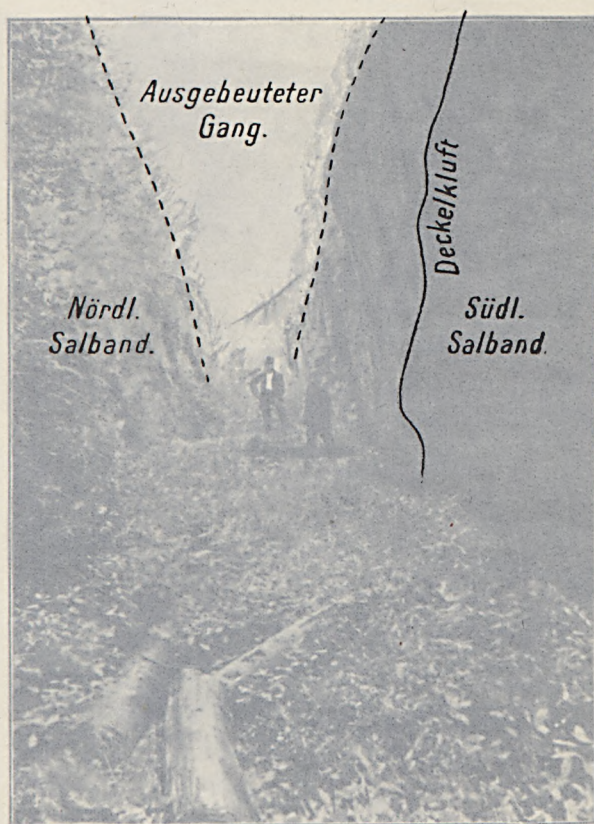 Ausgebeuteter
Gang.
Deckelkluft
Nördl.
Salband.
Südl.
Salband.